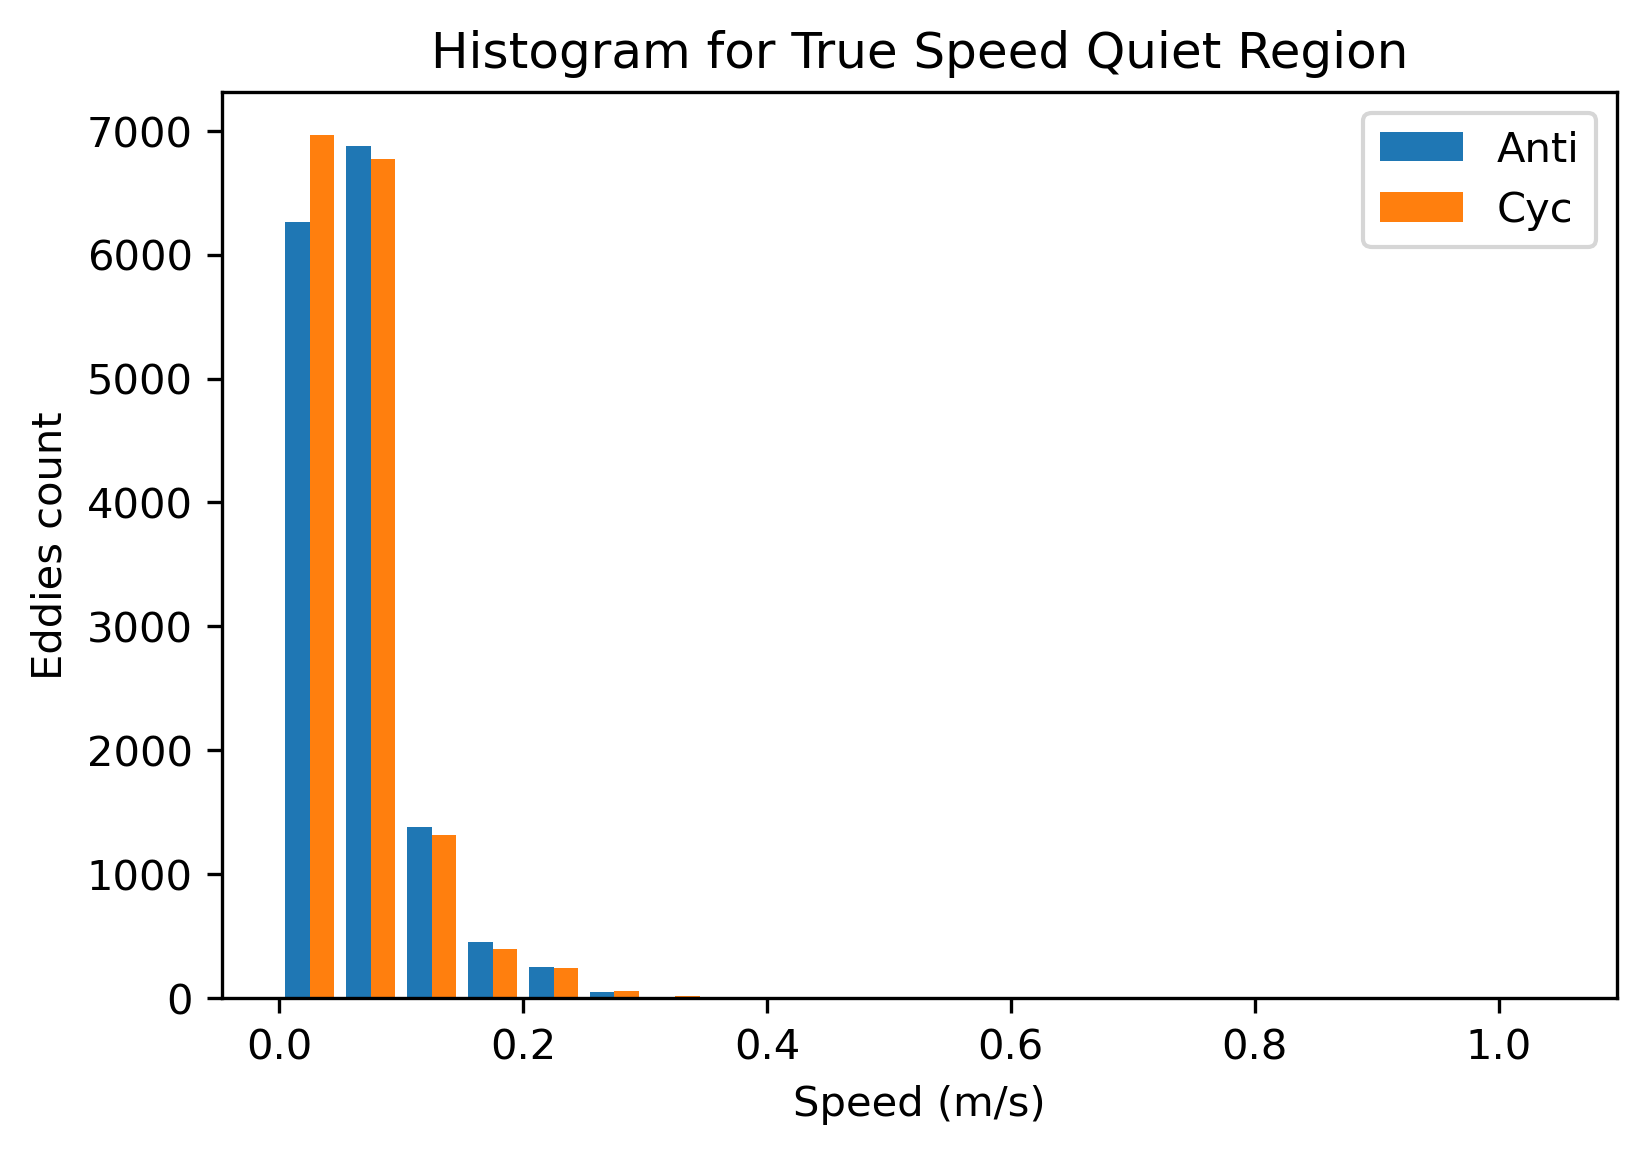 Histogram for True Speed Quiet Region
7000
6000
5000
4000
3000
2000
1000
0
Eddies count
Anti
Cyc
0.0 0.2 0.4 0.6 0.8 1.0
Speed (m/s)